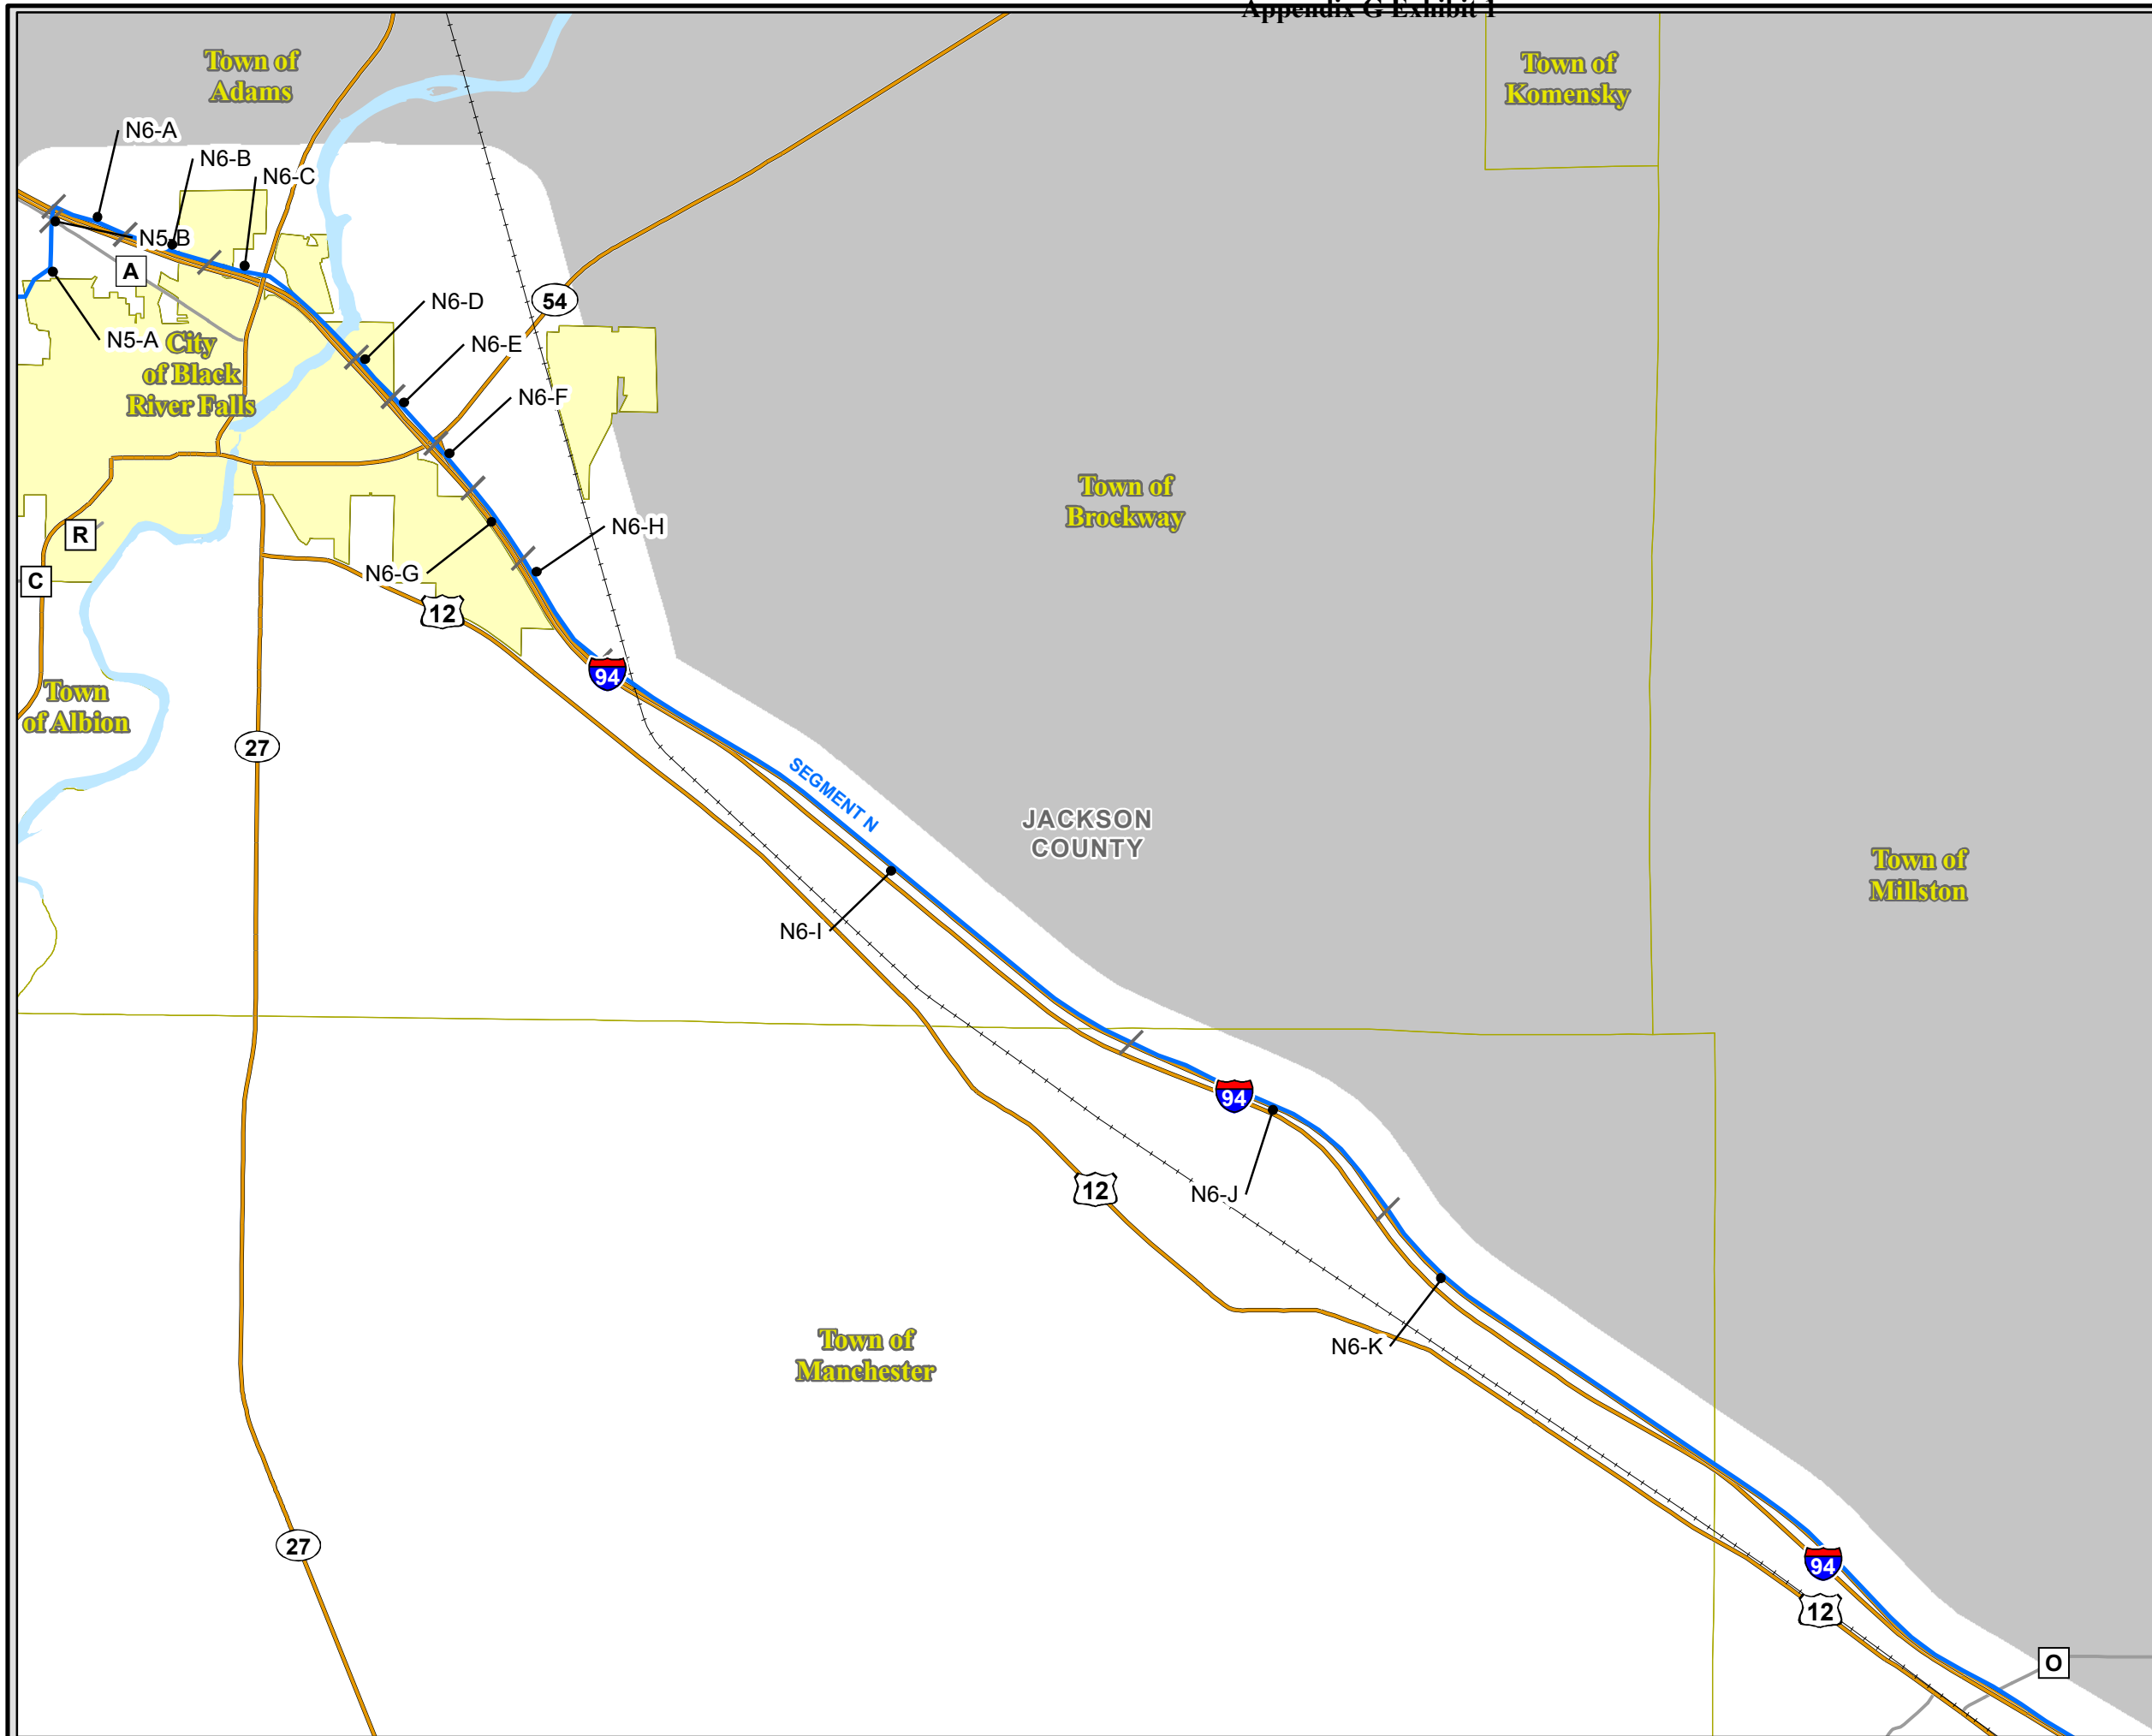 Appendix G Exhibit 1
Town of
Adams
Town of
Komensky
N6-A
N6-B
N6-C
N5-B
A
N5-A
N6-D
54
City
of Black
River Falls
N6-E
N6-F
Town of
Brockway
R
N6-H
N6-G
C
12
94
Town
of Albion
27
SEGMENT N
JACKSON
COUNTY
Town of
Millston
N6-I
94
12
N6-J
Town of
Manchester
N6-K
27
94
12
O